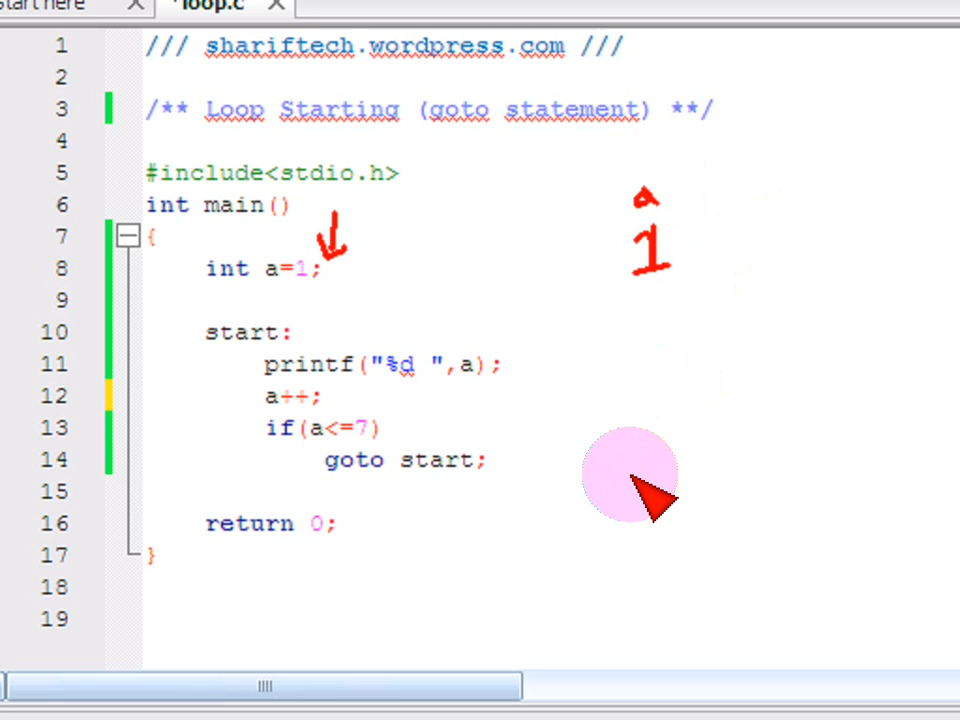 Start here *loop.c
1 /// shariftech.wordpress.com ///
2
3 /** Loop Starting (goto statement) **/
4
5 #include<stdio.h>
6 int main() a
7 { 1
8 int a=1;
9
10 start:
11 printf("%d ",a);
12 a++;
13 if(a<=7)
14 goto start;
15
16 return 0;
17 }
18
19